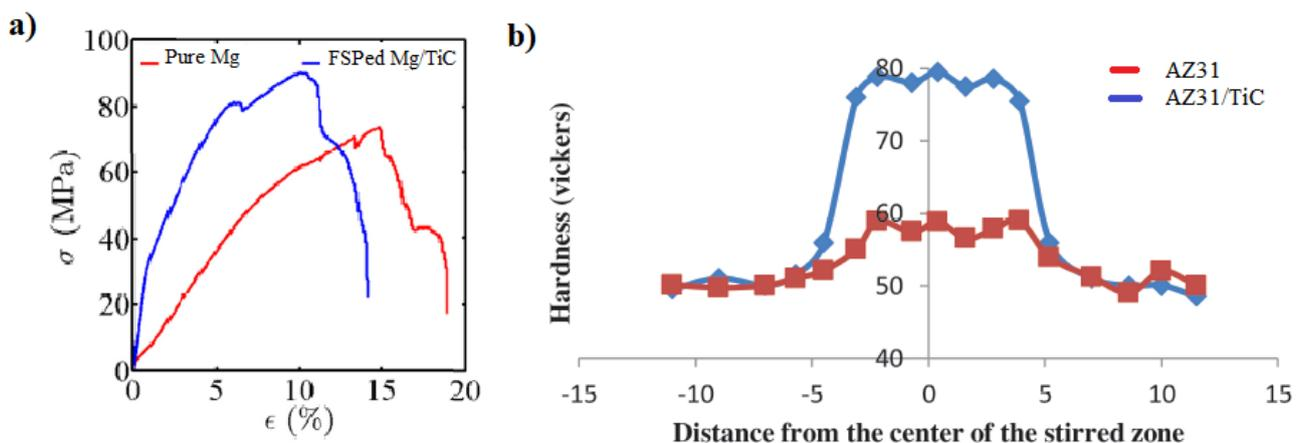 a)
100
80
60
40
20
0
σ (MPa)
Pure Mg
FSPed Mg/TiC
0 5 10 15 20
ϵ (%)
b)
80
70
60
50
40
Hardness (vickers)
AZ31
AZ31/TiC
-15 -10 -5 0 5 10 15
Distance from the center of the stirred zone